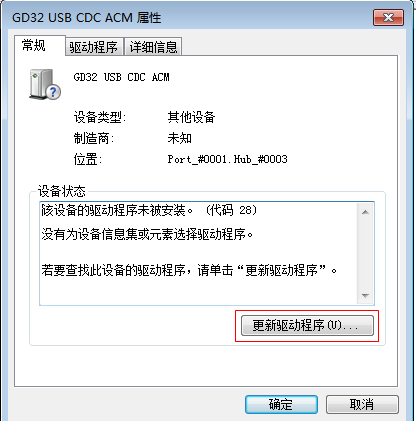 GD32 USB CDC ACM 属性
常规 驱动程序 详细信息
GD32 USB CDC ACM
设备类型: 其他设备
制造商: 未知
位置: Port_#0001.Hub_#0003
设备状态
该设备的驱动程序未被安装。 (代码 28)
没有为设备信息集或元素选择驱动程序。
若要查找此设备的驱动程序，请单击“更新驱动程序”。
更新驱动程序(U)...
确定 取消